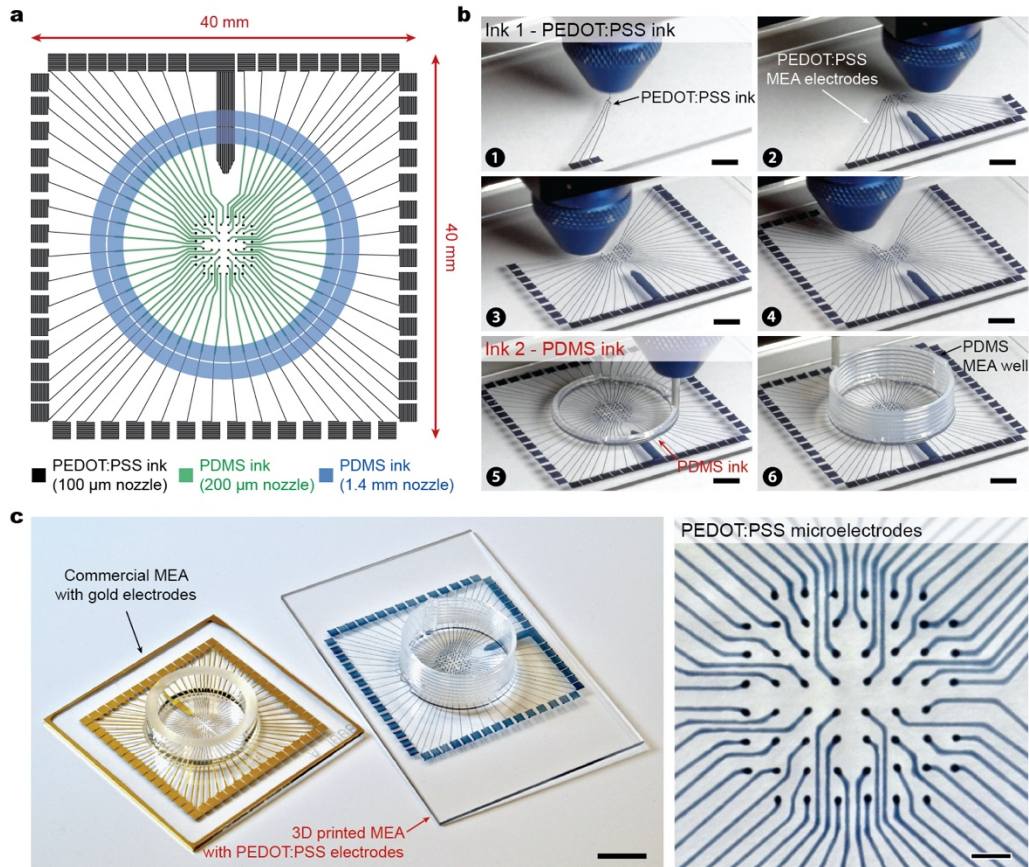 a
40 mm
40 mm
PEDOT:PSS ink
(100 µm nozzle)
PDMS ink
(200 µm nozzle)
PDMS ink
(1.4 mm nozzle)
b
Ink 1 - PEDOT:PSS ink
PEDOT:PSS ink
1
PEDOT:PSS
MEA electrodes
2
3
4
Ink 2 - PDMS ink
PDMS ink
5
PDMS
MEA well
6
c
Commercial MEA
with gold electrodes
3D printed MEA
with PEDOT:PSS electrodes
PEDOT:PSS microelectrodes